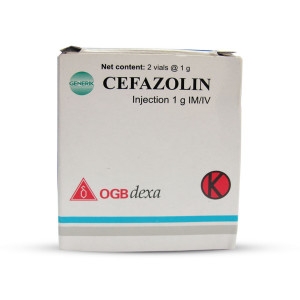 Net content: 2 vials @ 1 g
GENERIK
CEFAZOLIN
Injection 1 g IM/IV
OGBdexa
K